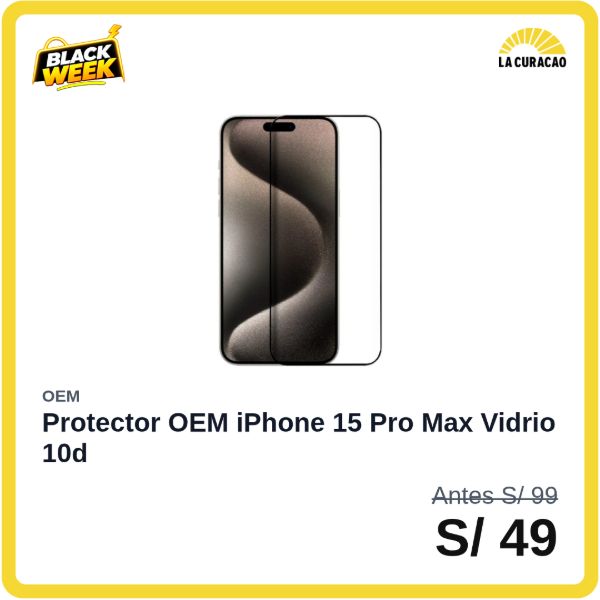 BLACK
WEEK
LA CURACAO
OEM
Protector OEM iPhone 15 Pro Max Vidrio
10d
Antes S/ 99
S/ 49